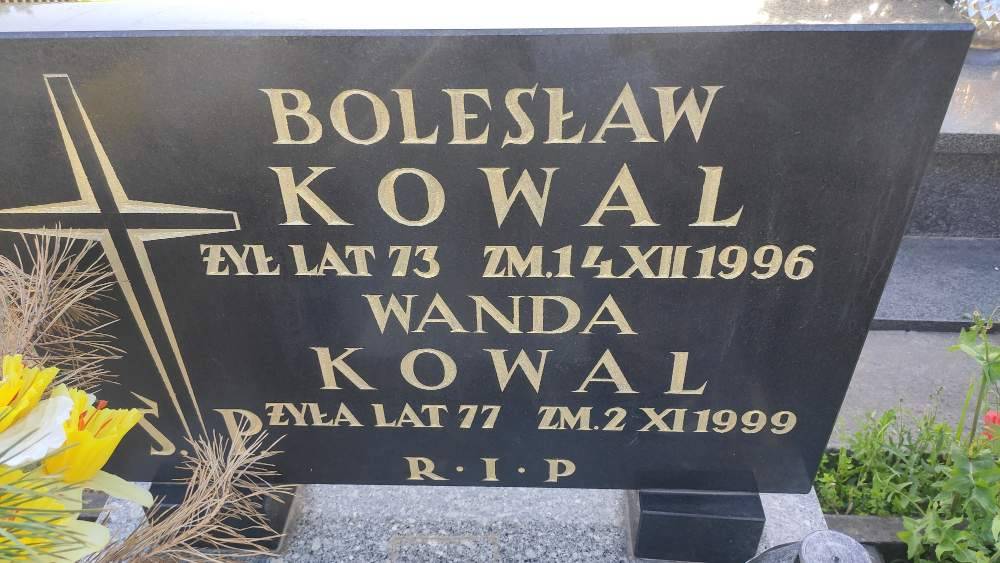 BOLESŁAW
KOWAL
ŻYŁ LAT 73 ZM. 14 XII 1996
WANDA
KOWAL
Ś. P. ŻYŁA LAT 77 ZM. 2 XI 1999
R·I·P